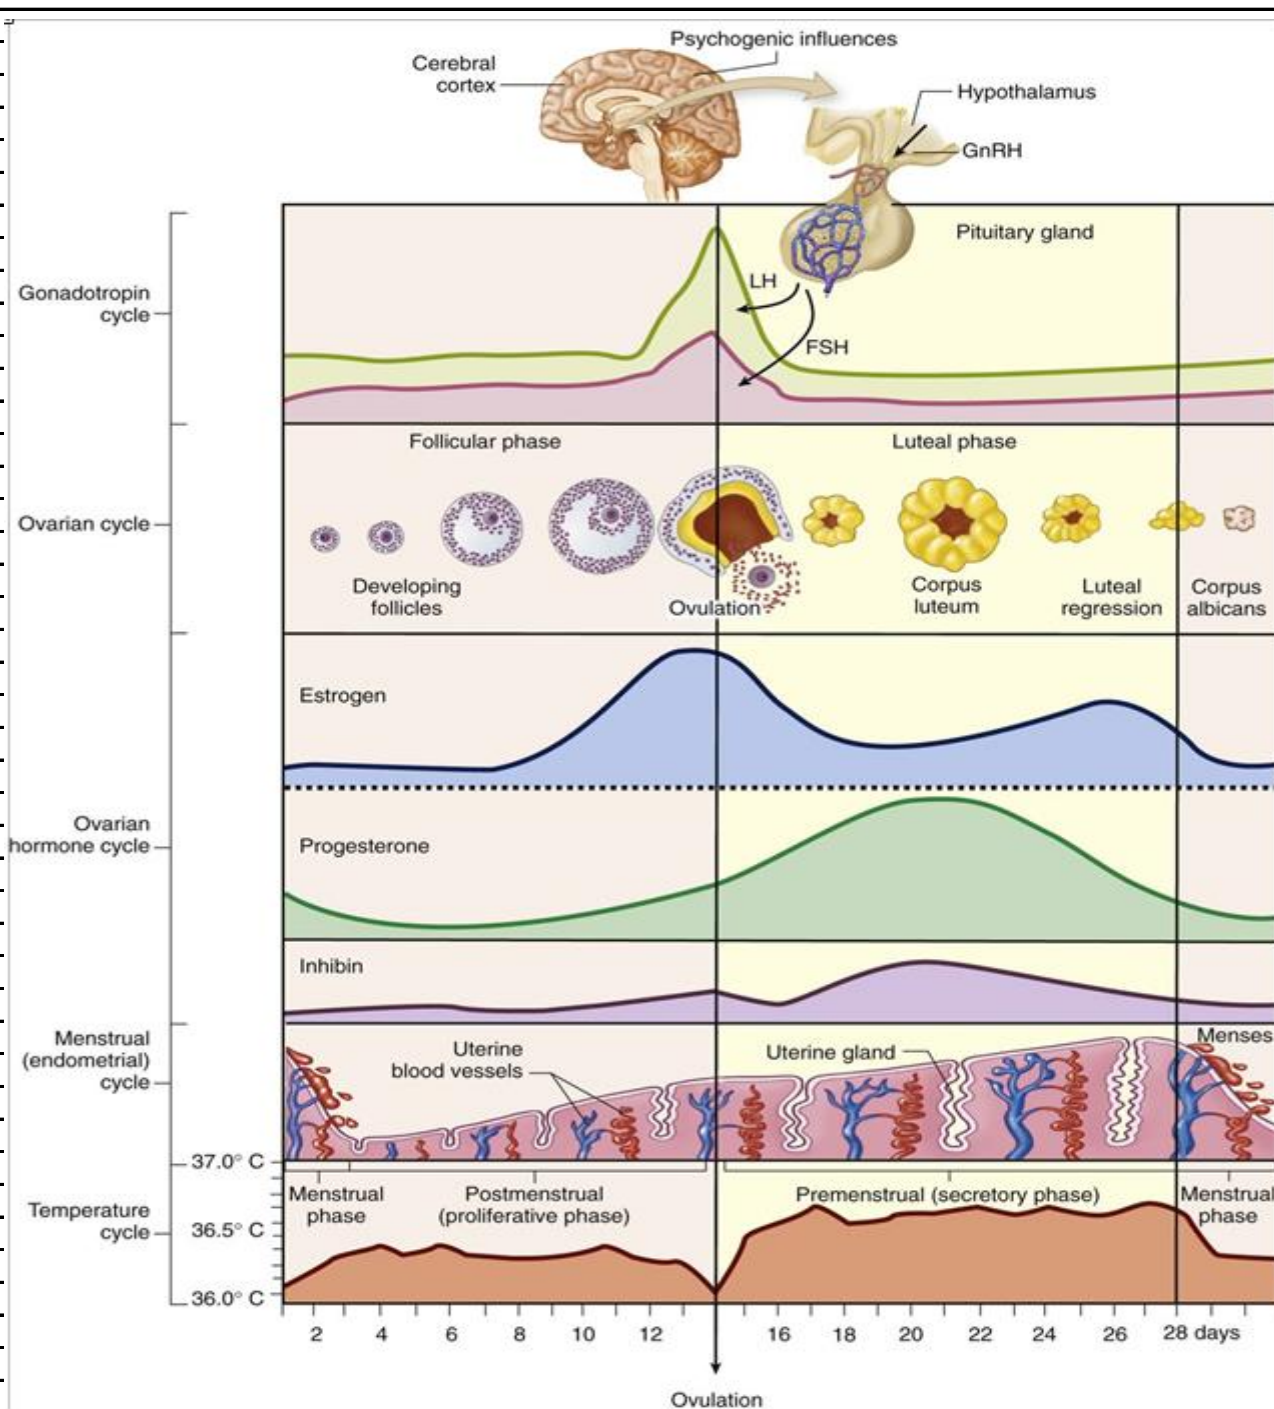 Psychogenic influences
Cerebral
cortex
Hypothalamus
GnRH
Pituitary gland
Gonadotropin
cycle
LH
FSH
Follicular phase
Luteal phase
Ovarian cycle
Developing
follicles
Ovulation
Corpus
luteum
Luteal
regression
Corpus
albicans
Estrogen
Ovarian
hormone cycle
Progesterone
Inhibin
Menstrual
(endometrial)
cycle
Uterine
blood vessels
Uterine gland
Menses
37.0° C
Menstrual
phase
Postmenstrual
(proliferative phase)
Premenstrual (secretory phase)
Menstrual
phase
Temperature
cycle
36.5° C
36.0° C
2 4 6 8 10 12 16 18 20 22 24 26 28 days
Ovulation